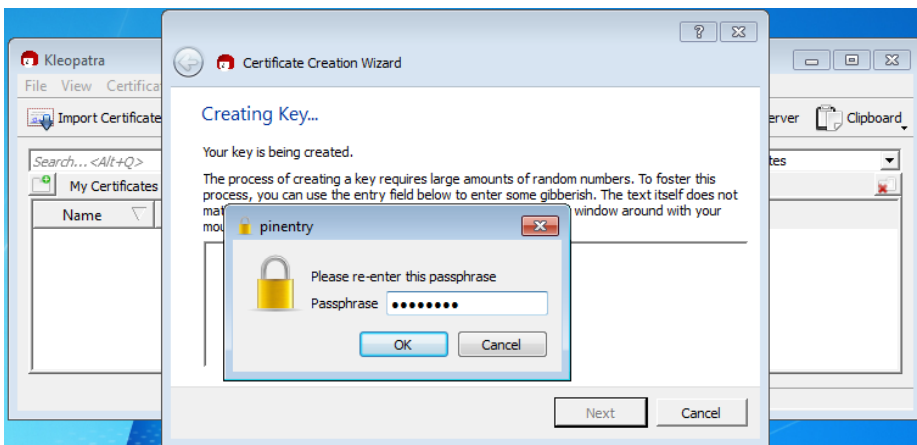 Certificate Creation Wizard
Kleopatra
File View Certifica
Import Certificate
erver Clipboard
Search...<Alt+Q>
tes
My Certificates
Name
Creating Key...
Your key is being created.
The process of creating a key requires large amounts of random numbers. To foster this
process, you can use the entry field below to enter some gibberish. The text itself does not
window around with your
pinentry
Please re-enter this passphrase
Passphrase ●●●●●●●●
OK Cancel
Next Cancel